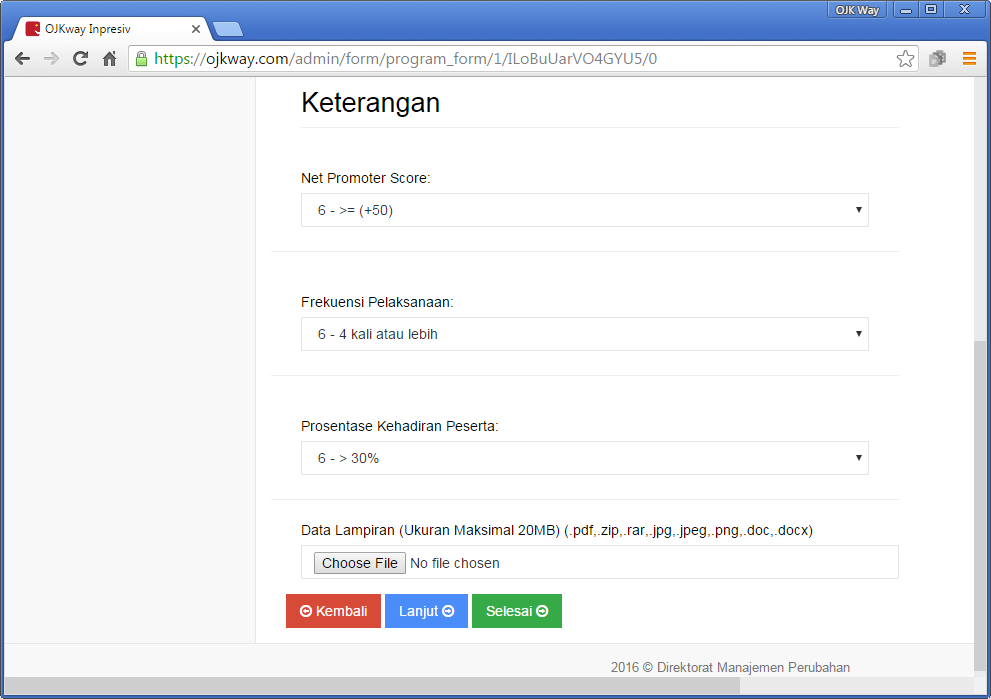 OJK Way
OJKway Inpresiv
https://ojkway.com/admin/form/program_form/1/ILoBuUarVO4GYU5/0
Keterangan
Net Promoter Score:
6 - >= (+50)
Frekuensi Pelaksanaan:
6 - 4 kali atau lebih
Prosentase Kehadiran Peserta:
6 - > 30%
Data Lampiran (Ukuran Maksimal 20MB) (.pdf,.zip,.rar,.jpg,.jpeg,.png,.doc,.docx)
Choose File No file chosen
Kembali Lanjut Selesai
2016 © Direktorat Manajemen Perubahan